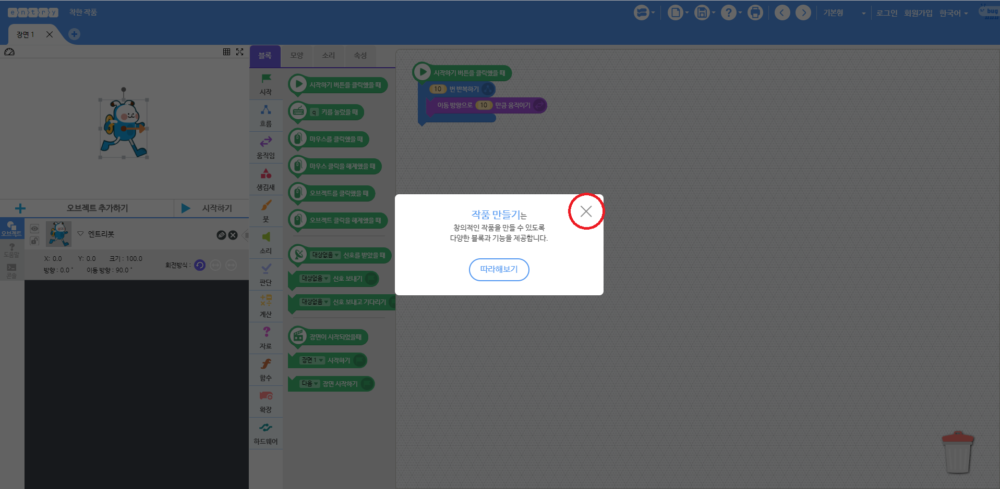 entry
착한 작품
기본형
로그인 회원가입 한국어
bug
장면 1
블록 모양 소리 속성
오브젝트 추가하기
시작하기
오브젝트
도움말
콘솔
엔트리봇
X: 0.0 Y: 0.0 크기 : 100.0
방향 : 0.0 ° 이동 방향 : 90.0 °
회전방식 :
시작
흐름
움직임
생김새
붓
소리
판단
계산
자료
함수
확장
하드웨어
시작하기 버튼을 클릭했을 때
q 키를 눌렀을 때
마우스를 클릭했을 때
마우스 클릭을 해제했을 때
오브젝트를 클릭했을 때
오브젝트 클릭을 해제했을 때
대상없음 신호를 받았을 때
대상없음 신호 보내기
대상없음 신호 보내고 기다리기
장면이 시작되었을때
장면 1 시작하기
다음 장면 시작하기
시작하기 버튼을 클릭했을 때
10 번 반복하기
이동 방향으로 10 만큼 움직이기
작품 만들기는
창의적인 작품을 만들 수 있도록
다양한 블록과 기능을 제공합니다.
따라해보기